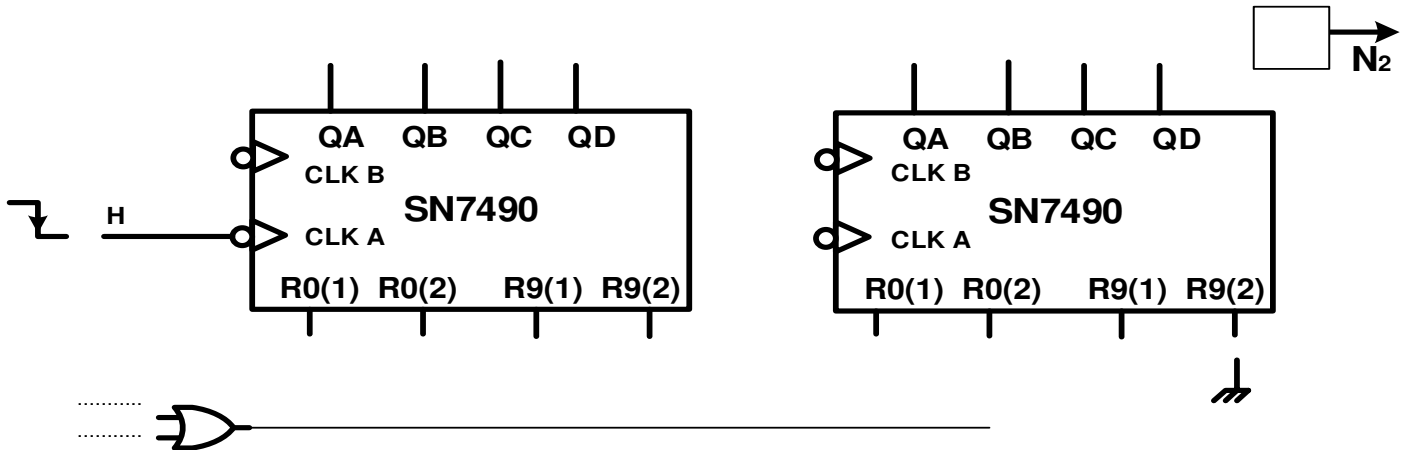 N2
QA QB QC QD
CLK B
SN7490
H
CLK A
R0(1) R0(2) R9(1) R9(2)
QA QB QC QD
CLK B
SN7490
CLK A
R0(1) R0(2) R9(1) R9(2)